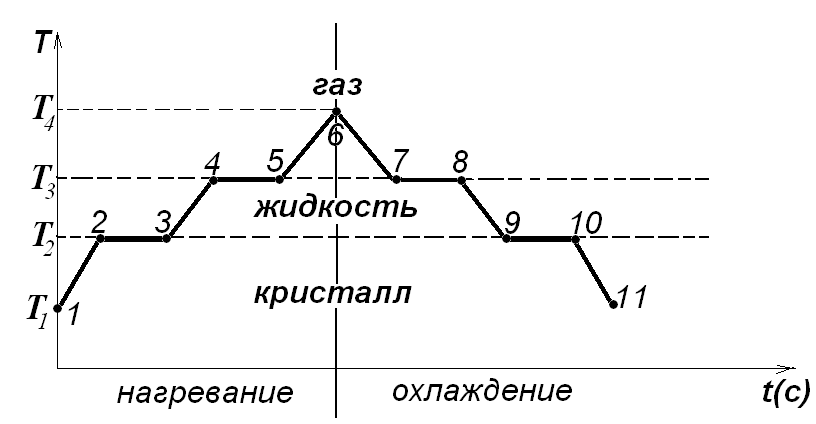 T
газ
T4
6
4 5 7 8
T3
жидкость
2 3 9 10
T2
кристалл
T1 1 11
нагревание охлаждение t(c)